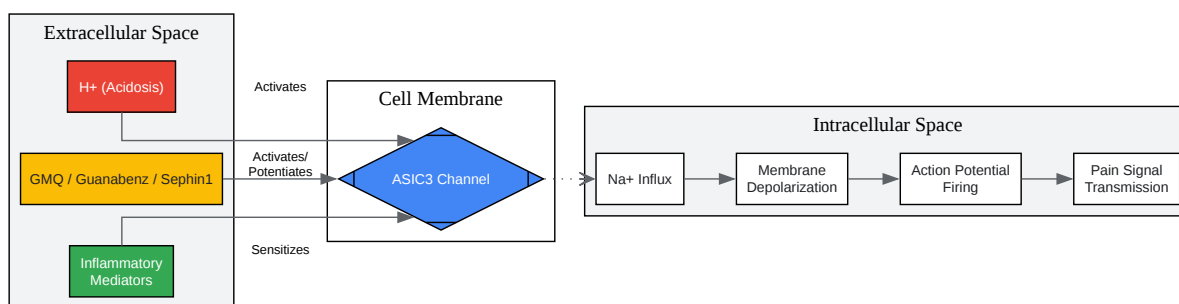 Extracellular Space
H+ (Acidosis)
GMQ / Guanabenz / Sephin1
Inflammatory
Mediators
Activates
Activates/
Potentiates
Sensitizes
Cell Membrane
ASIC3 Channel
Intracellular Space
Na+ Influx
Membrane
Depolarization
Action Potential
Firing
Pain Signal
Transmission